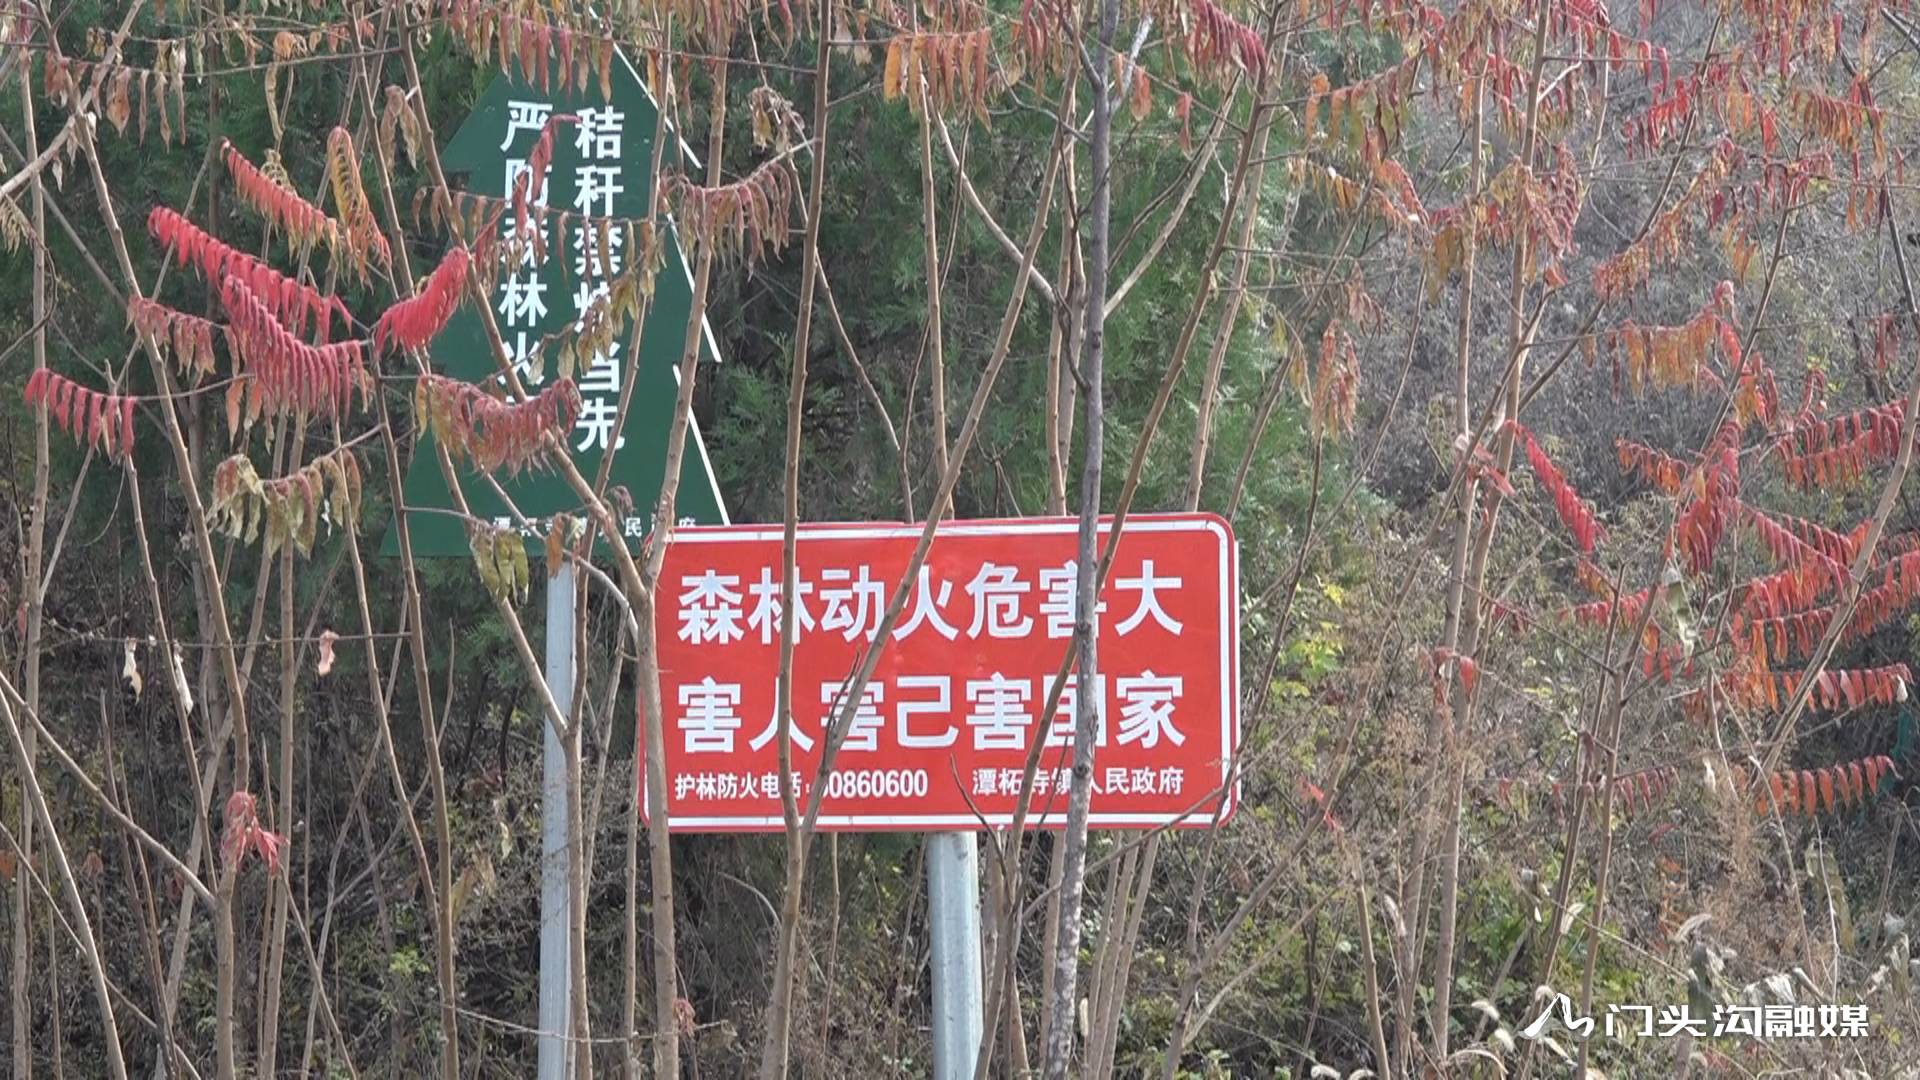 秸秆禁烧当先
严防森林火
森林动火危害大
害人害己害国家
护林防火电话：60860600 潭柘寺镇人民政府
门头沟融媒